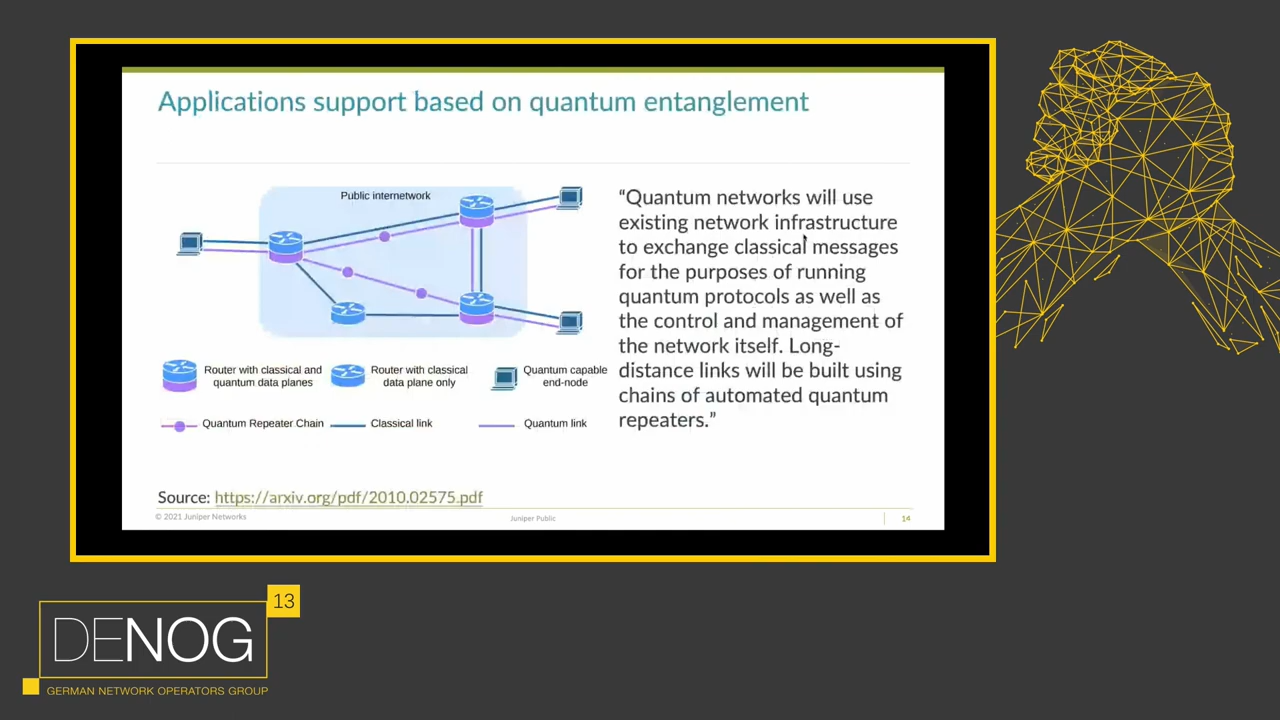 Applications support based on quantum entanglement
Public internetwork
Router with classical and
quantum data planes
Router with classical
data plane only
Quantum capable
end-node
Quantum Repeater Chain
Classical link
Quantum link
“Quantum networks will use
existing network infrastructure
to exchange classical messages
for the purposes of running
quantum protocols as well as
the control and management of
the network itself. Long-
distance links will be built using
chains of automated quantum
repeaters.”
Source: https://arxiv.org/pdf/2010.02575.pdf
© 2021 Juniper Networks
Juniper Public
14
13
DENOG
GERMAN NETWORK OPERATORS GROUP